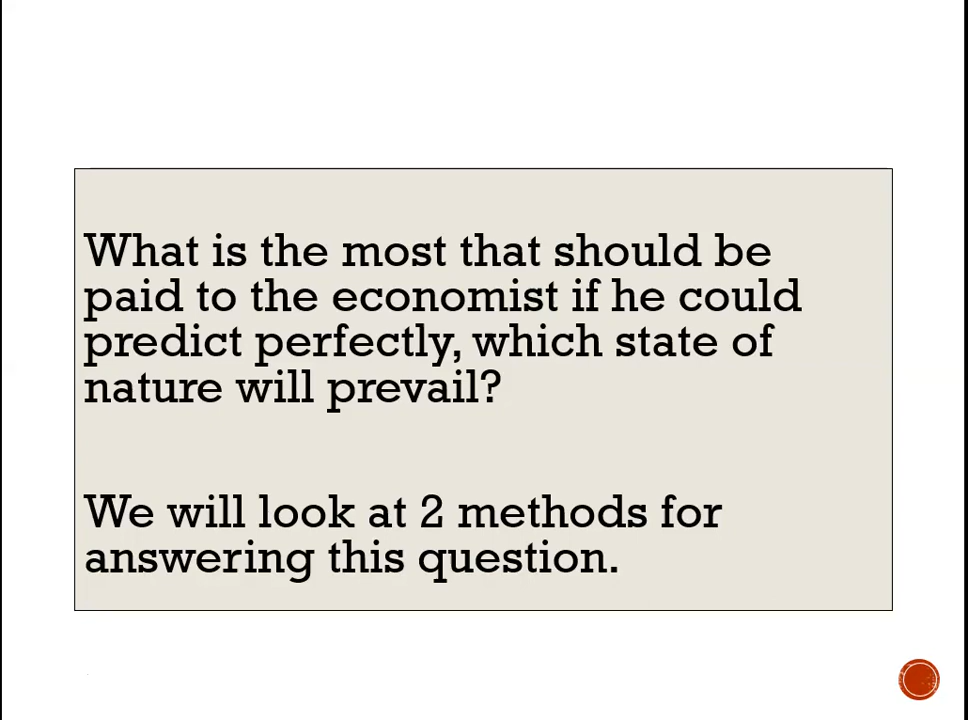 What is the most that should be
paid to the economist if he could
predict perfectly, which state of
nature will prevail?
We will look at 2 methods for
answering this question.